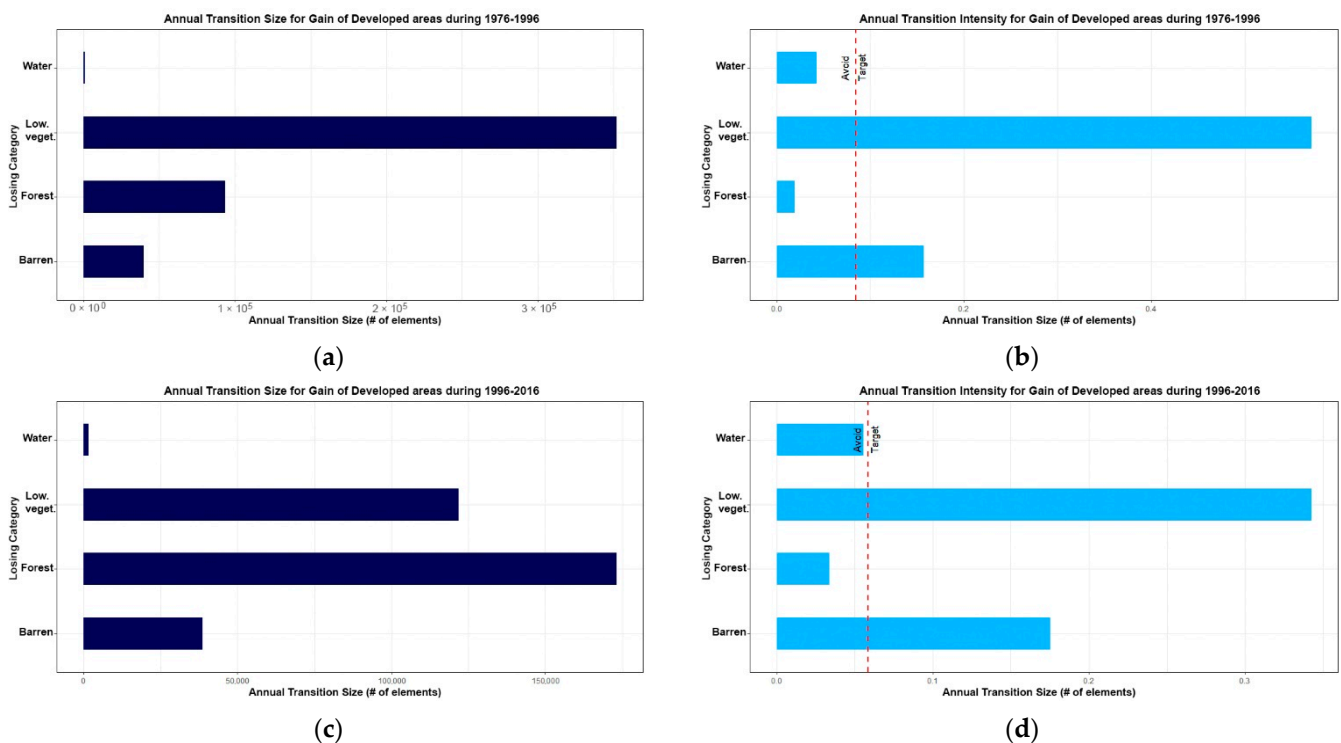 Annual Transition Size for Gain of Developed areas during 1976-1996
Losing Category
Water
Low.
veget.
Forest
Barren
0 × 10⁰
1 × 10⁵
2 × 10⁵
3 × 10⁵
Annual Transition Size (# of elements)
(a)
Annual Transition Intensity for Gain of Developed areas during 1976-1996
Losing Category
Water
Low.
veget.
Forest
Barren
Avoid
Target
0.0
0.2
0.4
Annual Transition Size (# of elements)
(b)
Annual Transition Size for Gain of Developed areas during 1996-2016
Losing Category
Water
Low.
veget.
Forest
Barren
0
50,000
100,000
150,000
Annual Transition Size (# of elements)
(c)
Annual Transition Intensity for Gain of Developed areas during 1996-2016
Losing Category
Water
Low.
veget.
Forest
Barren
Avoid
Target
0.0
0.1
0.2
0.3
Annual Transition Size (# of elements)
(d)